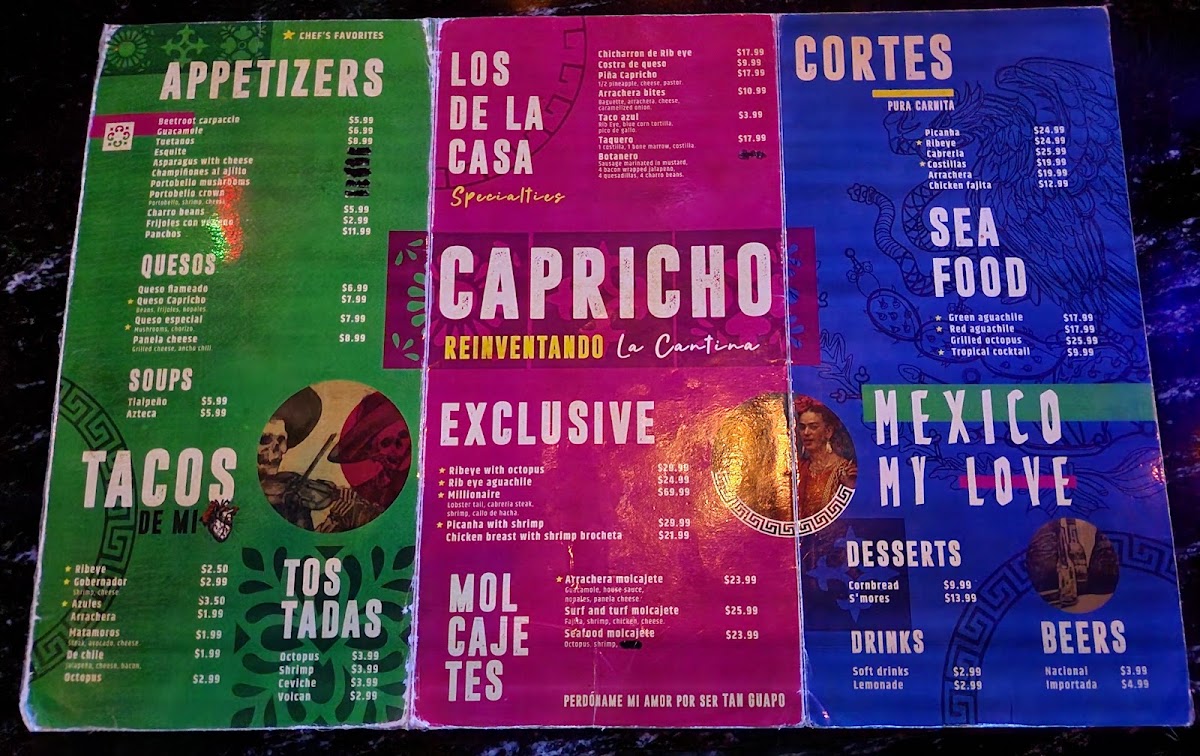 ★ CHEF'S FAVORITES
APPETIZERS
Beetroot carpaccio $5.99
Guacamole $6.99
Tuetanos $8.99
Esquite
Asparagus with cheese
Champiñones al ajillo
Portobello mushrooms
Portobello crown
Portobello, shrimp, cheese
Charro beans $5.99
Frijoles con $2.99
Panchos $11.99
QUESOS
Queso flameado $6.99
★ Queso Capricho $7.99
Beans, frijoles, nopales.
Queso especial $7.99
★ Mushrooms, chorizo.
Panela cheese $8.99
Grilled cheese, ancho chili.
SOUPS
Tlalpeño $5.99
Azteca $5.99
TACOS
DE MI
★ Ribeye $2.50
★ Gobernador $2.99
Shrimp, cheese.
★ Azules $3.50
Arrachera $1.99
Matamoros $1.99
Steak, avocado, cheese.
De chile $1.99
Jalapeño, cheese, bacon,
Octopus $2.99
TOS
TADAS
Octopus $3.99
Shrimp $3.99
Ceviche $3.99
Volcan $2.99
LOS
DE LA
CASA
Specialties
Chicharron de Rib eye $17.99
Costra de queso $9.99
Piña Capricho $17.99
1/2 pineapple, cheese, pastor.
Arrachera bites $10.99
Baguette, arrachera, cheese,
caramelized onion.
Taco azul $3.99
Rib Eye, blue corn tortilla,
pico de gallo.
Taquero $17.99
1 costilla, 1 bone marrow, costilla.
Botanero
Sausage marinated in mustard,
4 bacon wrapped jalapeño,
4 quesadillas, 4 charro beans.
CAPRICHO
REINVENTANDO La Cantina
EXCLUSIVE
★ Ribeye with octopus
★ Rib eye aguachile $24.99
★ Millionaire $69.99
Lobster tail, cabreria steak,
shrimp, callo de hacha.
★ Picanha with shrimp $29.99
Chicken breast with shrimp brocheta $21.99
MOL
CAJE
TES
★ Arrachera molcajete $23.99
Guacamole, house sauce,
nopales, panela cheese
Surf and turf molcajete $25.99
Fajita, shrimp, chicken, cheese.
Seafood molcajete $23.99
Octopus, shrimp,
PERDÓNAME MI AMOR POR SER TAN GUAPO
CORTES
PURA CARNITA
Picanha $24.99
★ Ribeye $24.99
Cabreria $25.99
★ Costillas $19.99
Arrachera $19.99
Chicken fajita $12.99
SEA
FOOD
★ Green aguachile $17.99
★ Red aguachile $17.99
Grilled octopus $25.99
★ Tropical cocktail $9.99
MEXICO
MY LOVE
DESSERTS
Cornbread $9.99
S'mores $13.99
DRINKS
Soft drinks $2.99
Lemonade $2.99
BEERS
Nacional $3.99
Importada $4.99